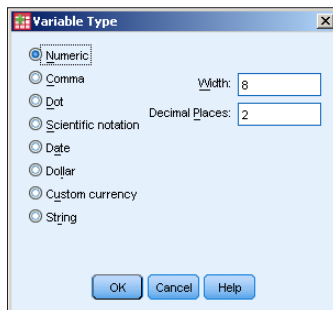 Variable Type
Numeric
Comma
Dot
Scientific notation
Date
Dollar
Custom currency
String
Width: 8
Decimal Places: 2
OK Cancel Help